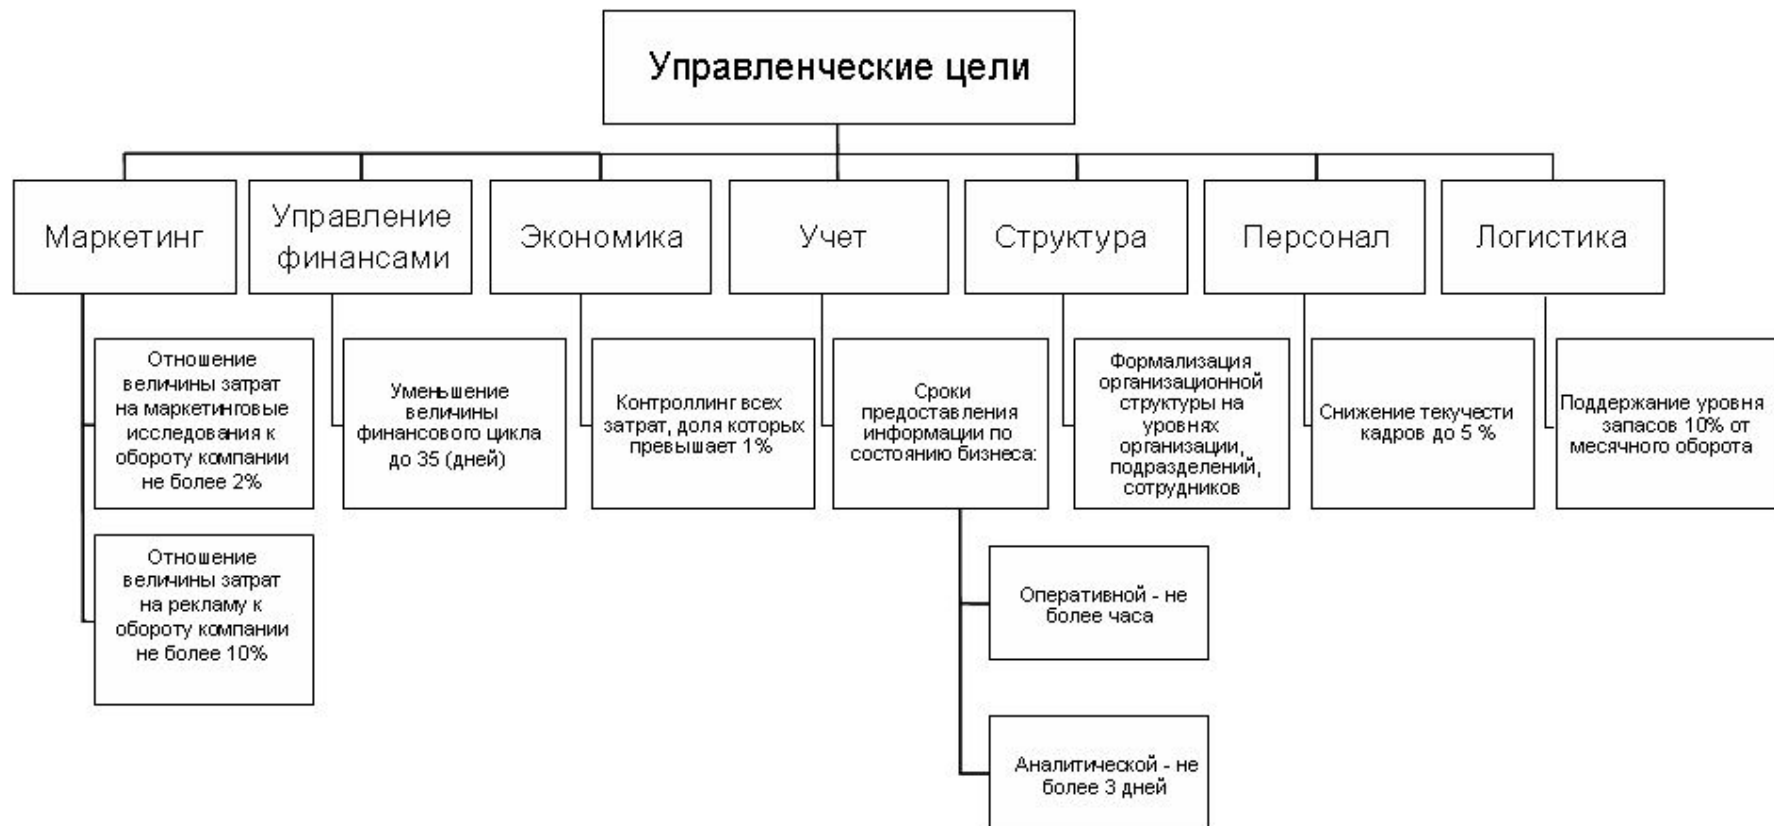 Управленческие цели
Маркетинг
Управление
финансами
Экономика
Учет
Структура
Персонал
Логистика
Отношение
величины затрат
на маркетинговые
исследования к
обороту компании
не более 2%
Уменьшение
величины
финансового цикла
до 35 (дней)
Контроллинг всех
затрат, доля которых
превышает 1%
Сроки
предоставления
информации по
состоянию бизнеса:
Формализация
организационной
структуры на
уровнях
организации,
подразделений,
сотрудников
Снижение текучести
кадров до 5 %
Поддержание уровня
запасов 10% от
месячного оборота
Отношение
величины затрат
на рекламу к
обороту компании
не более 10%
Оперативной - не
более часа
Аналитической - не
более 3 дней